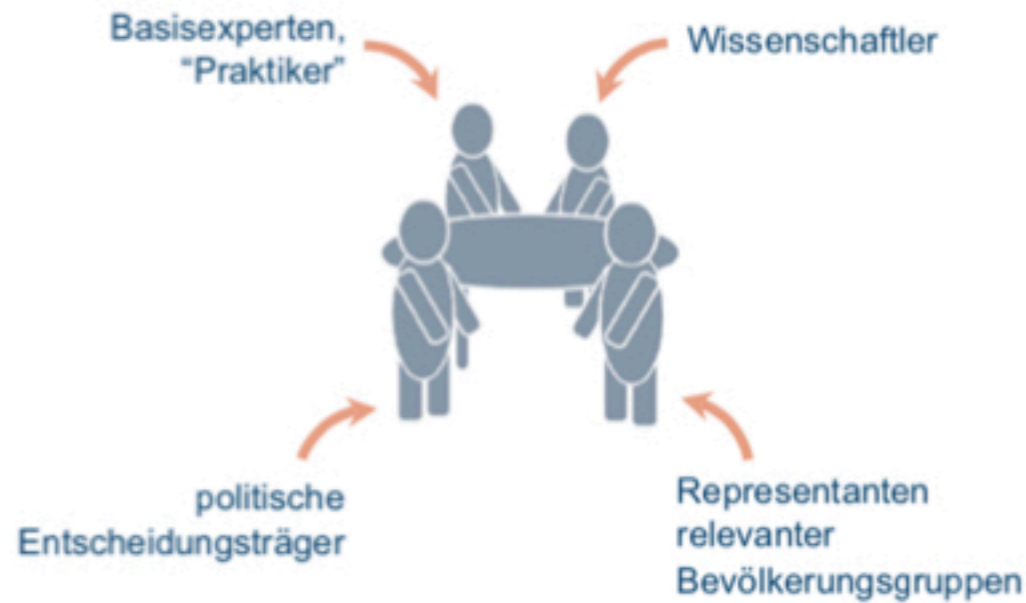 Basisexperten,
“Praktiker”
Wissenschaftler
politische
Entscheidungsträger
Representanten
relevanter
Bevölkerungsgruppen